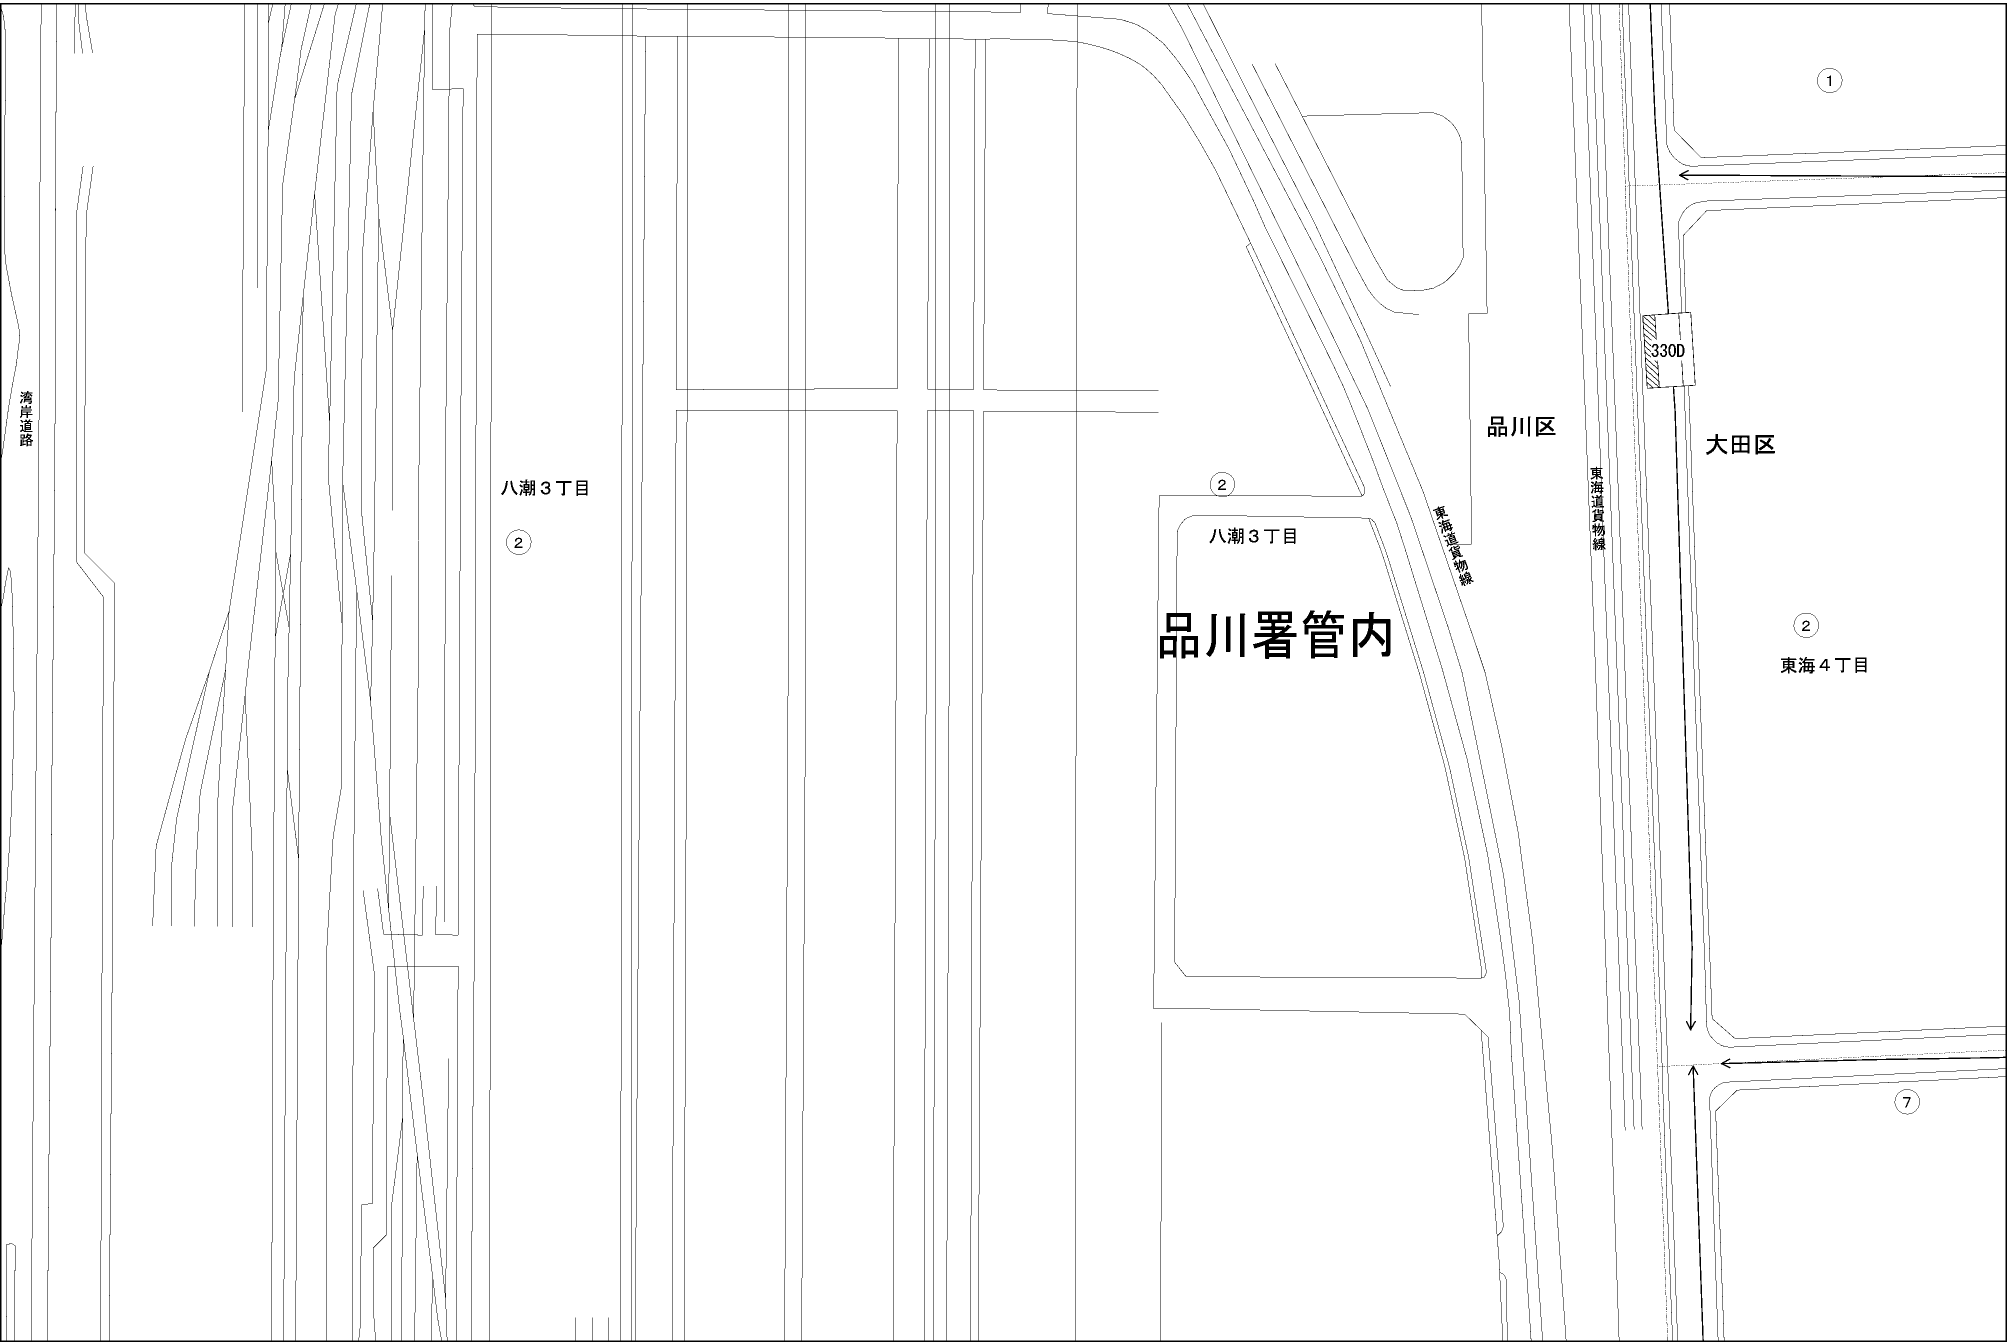 ①
330D
湾岸道路
品川区
大田区
八潮３丁目
②
②
八潮３丁目
東海道貨物線
東海道貨物線
品川署管内
②
東海４丁目
⑦